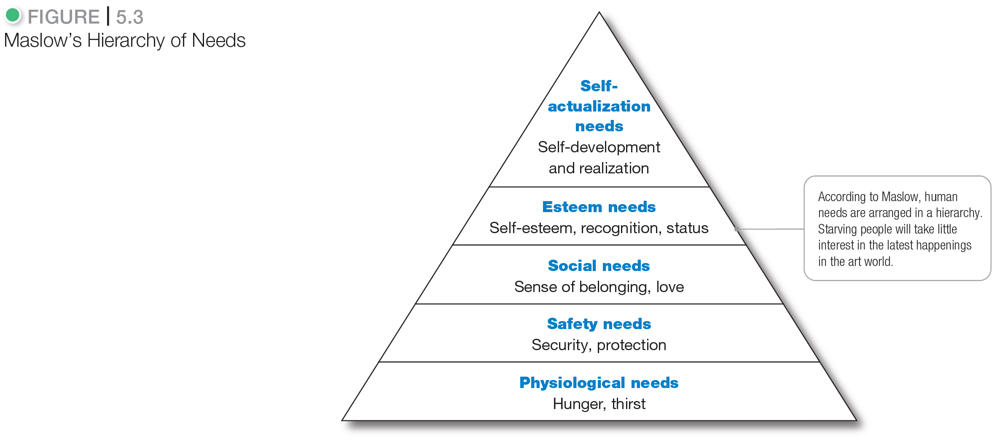 FIGURE | 5.3
Maslow’s Hierarchy of Needs
Self-
actualization
needs
Self-development
and realization
Esteem needs
Self-esteem, recognition, status
Social needs
Sense of belonging, love
Safety needs
Security, protection
Physiological needs
Hunger, thirst
According to Maslow, human
needs are arranged in a hierarchy.
Starving people will take little
interest in the latest happenings
in the art world.